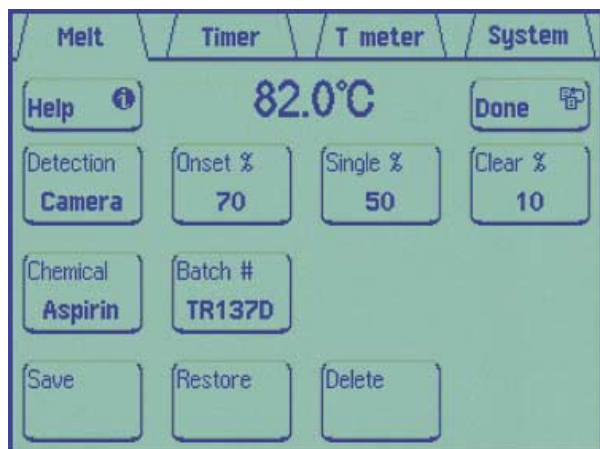 Melt
Timer
T meter
System
Help
82.0°C
Done
Detection
Camera
Onset %
70
Single %
50
Clear %
10
Chemical
Aspirin
Batch #
TR137D
Save
Restore
Delete